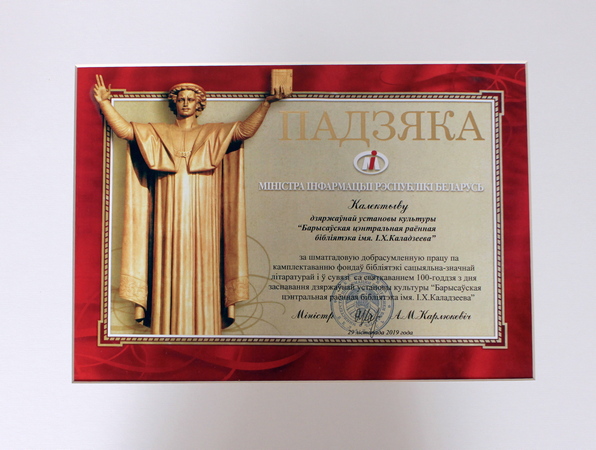 ПАДЗЯКА
МІНІСТРА ІНФАРМАЦЫІ РЭСПУБЛІКІ БЕЛАРУСЬ
Калектыву
дзяржаўнай установы культуры
“Барысаўская цэнтральная раённая
бібліятэка імя. І.Х.Каладзеева”
за шматгадовую добрасумленную працу па
камплектаванню фондаў бібліятэкі сацыяльна-значнай
літаратурай і ў сувязі са святкаваннем 100-годдзя з дня
заснавання дзяржаўнай установы культуры “Барысаўская
цэнтральная раённая бібліятэка імя. І.Х.Каладзеева”
Міністр А.М.Карлюкевіч
29 лістапада 2019 года